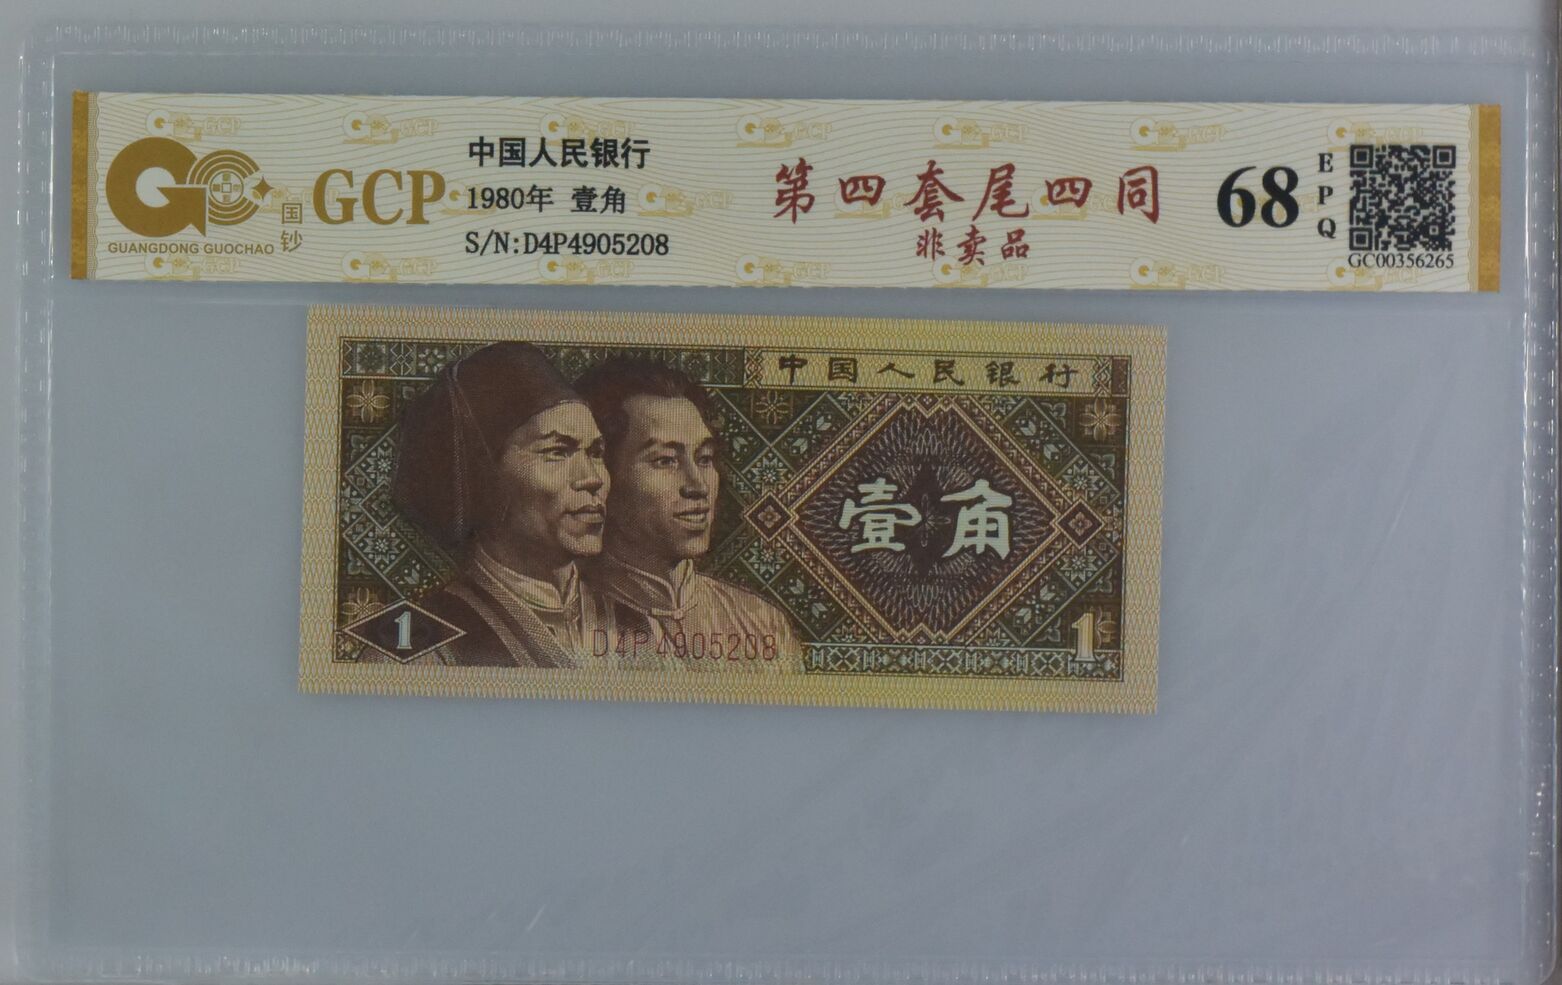 GUANGDONG GUOCHAO
国钞
GCP
中国人民银行
1980年 壹角
S/N:D4P4905208
第四套尾四同
非卖品
68
EPQ
GC00356265
中国人民银行
壹角
1
D4P4905208
1